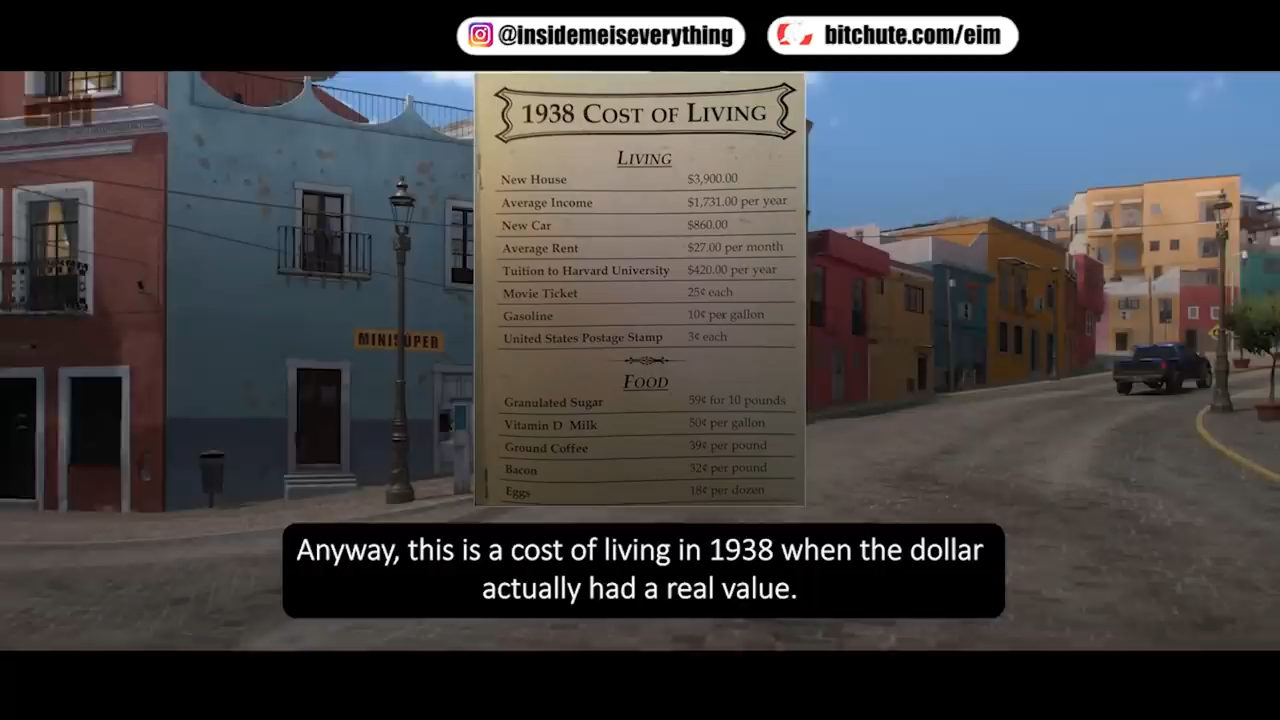 @insidemeiseverything
bitchute.com/eim
1938 Cost of Living
Living
New House $3,900.00
Average Income $1,731.00 per year
New Car $860.00
Average Rent $27.00 per month
Tuition to Harvard University $420.00 per year
Movie Ticket 25¢ each
Gasoline 10¢ per gallon
United States Postage Stamp 3¢ each
Food
Granulated Sugar 59¢ for 10 pounds
Vitamin D Milk 50¢ per gallon
Ground Coffee 39¢ per pound
Bacon 32¢ per pound
Eggs 18¢ per dozen
MINISUPER
Anyway, this is a cost of living in 1938 when the dollar
actually had a real value.